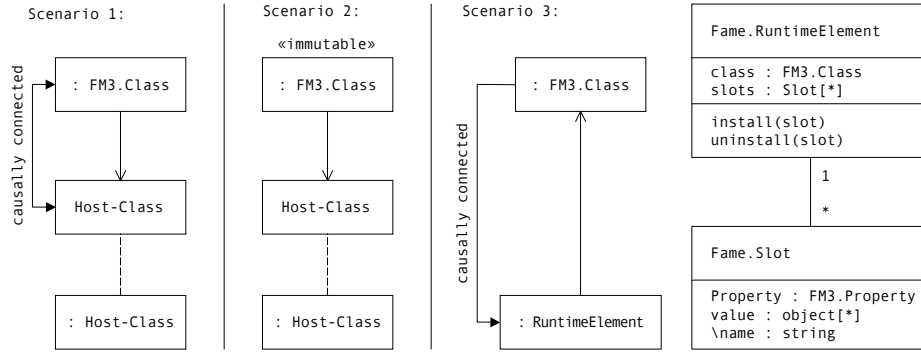 Scenario 1:
: FM3.Class
causally connected
Host-Class
: Host-Class
Scenario 2:
«immutable»
: FM3.Class
Host-Class
: Host-Class
Scenario 3:
: FM3.Class
causally connected
: RuntimeElement
Fame.RuntimeElement
class : FM3.Class
slots : Slot[*]
install(slot)
uninstall(slot)
1
*
Fame.Slot
Property : FM3.Property
value : object[*]
\name : string